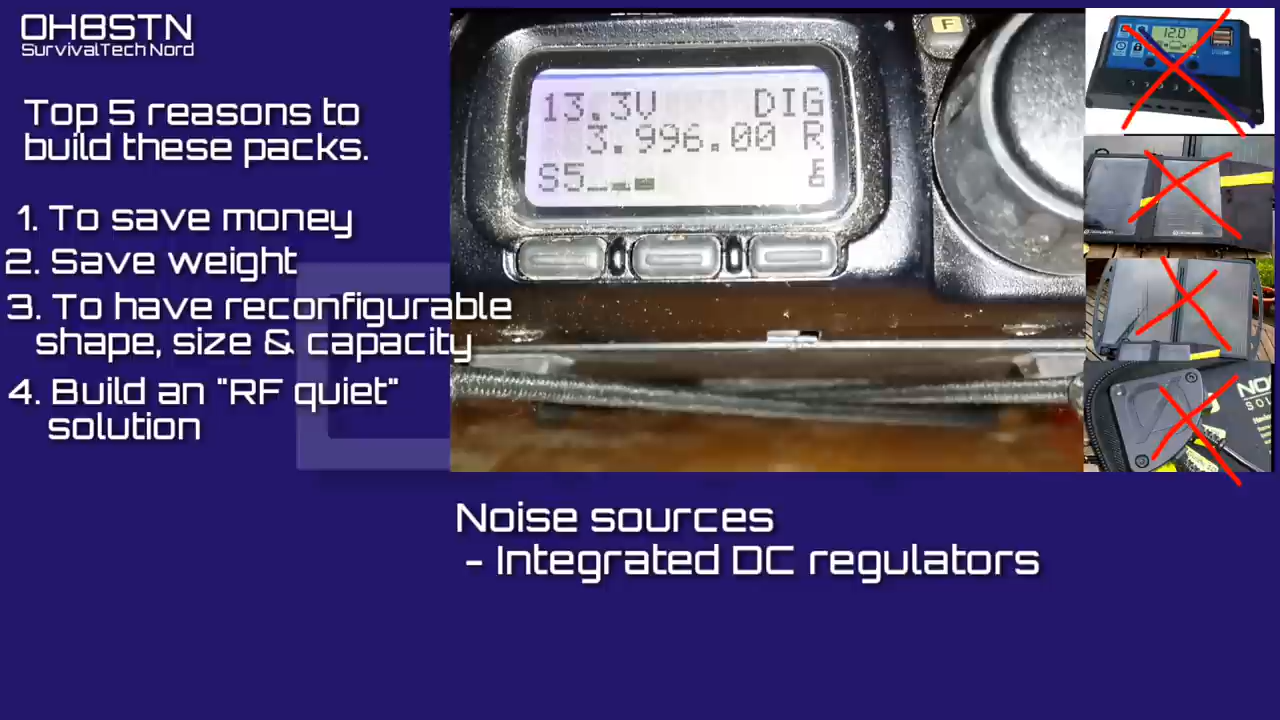 OH8STN
SurvivalTech Nord
Top 5 reasons to
build these packs.
1. To save money
2. Save weight
3. To have reconfigurable
shape, size & capacity
4. Build an "RF quiet"
solution
F
13.3V DIG
3.996.00 R
S5
12.0
Noise sources
- Integrated DC regulators